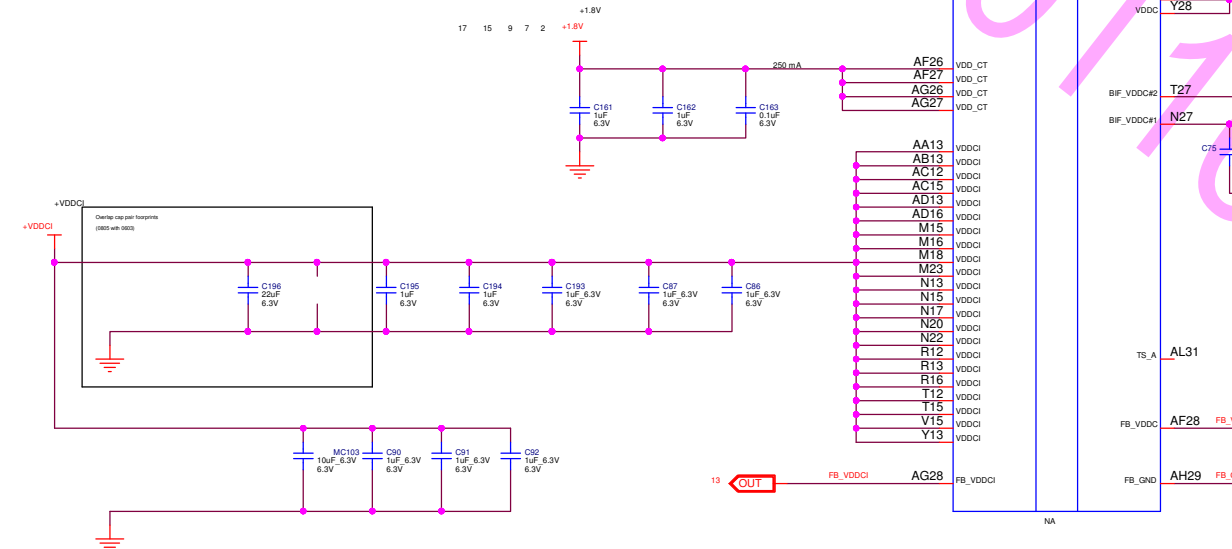 +1.8V
17 15 9 7 2 +1.8V
250 mA
C161
1uF
6.3V
C162
1uF
6.3V
C163
0.1uF
6.3V
AF26 VDD_CT
AF27 VDD_CT
AG26 VDD_CT
AG27 VDD_CT
AA13 VDDCI
AB13 VDDCI
AC12 VDDCI
AC15 VDDCI
AD13 VDDCI
AD16 VDDCI
M15 VDDCI
M16 VDDCI
M18 VDDCI
M23 VDDCI
N13 VDDCI
N15 VDDCI
N17 VDDCI
N20 VDDCI
N22 VDDCI
R12 VDDCI
R13 VDDCI
R16 VDDCI
T12 VDDCI
T15 VDDCI
V15 VDDCI
Y13 VDDCI
13 OUT FB_VDDCI AG28 FB_VDDCI
VDDC Y28
BIF_VDDC#2 T27
BIF_VDDC#1 N27
C75
TS_A AL31
FB_VDDC AF28
FB_GND AH29
NA
+VDDCI
+VDDCI
Overlap cap pair footprints
(0805 with 0603)
C196
22uF
6.3V
C195
1uF
6.3V
C194
1uF
6.3V
C193
1uF_6.3V
6.3V
C87
1uF_6.3V
6.3V
C86
1uF_6.3V
6.3V
MC103
10uF_6.3V
6.3V
C90
1uF_6.3V
6.3V
C91
1uF_6.3V
6.3V
C92
1uF_6.3V
6.3V